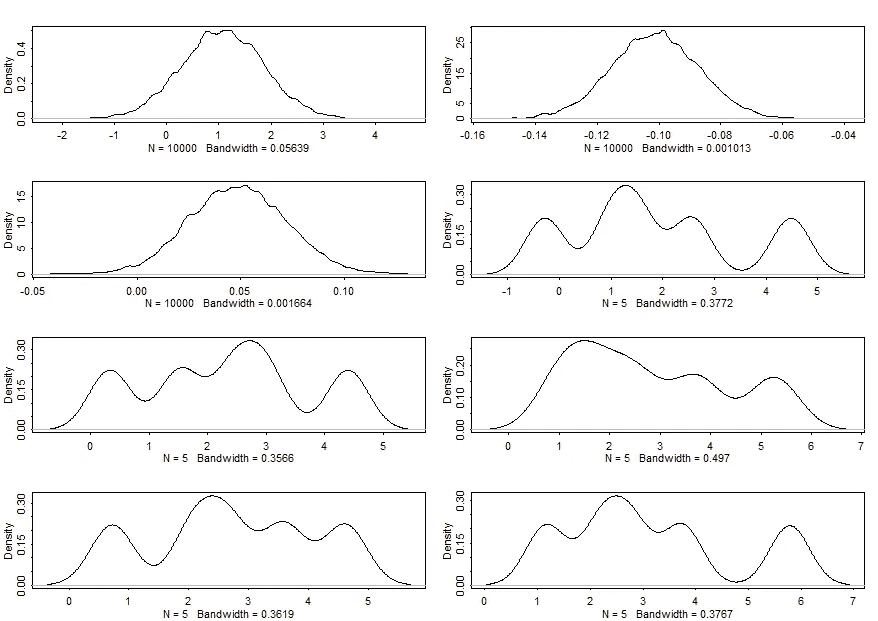 Density
0.0 0.2 0.4
-2 -1 0 1 2 3 4
N = 10000 Bandwidth = 0.05639
Density
0 5 15 25
-0.16 -0.14 -0.12 -0.10 -0.08 -0.06 -0.04
N = 10000 Bandwidth = 0.001013
Density
0 5 10 15
-0.05 0.00 0.05 0.10
N = 10000 Bandwidth = 0.001664
Density
0.00 0.15 0.30
-1 0 1 2 3 4 5
N = 5 Bandwidth = 0.3772
Density
0.00 0.15 0.30
0 1 2 3 4 5
N = 5 Bandwidth = 0.3566
Density
0.00 0.10 0.20
0 1 2 3 4 5 6 7
N = 5 Bandwidth = 0.497
Density
0.00 0.15 0.30
0 1 2 3 4 5
N = 5 Bandwidth = 0.3619
Density
0.00 0.15 0.30
0 1 2 3 4 5 6 7
N = 5 Bandwidth = 0.3767